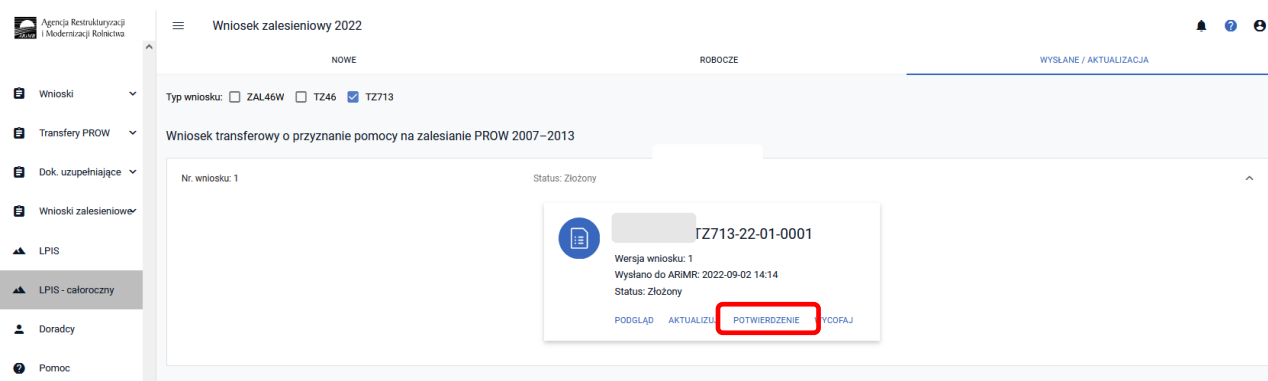 Agencja Restrukturyzacji
i Modernizacji Rolnictwa
Wniosek zalesieniowy 2022
NOWE
ROBOCZE
WYSŁANE / AKTUALIZACJA
Wnioski
Transfery PROW
Dok. uzupełniające
Wnioski zalesieniowe
LPIS
LPIS - całoroczny
Doradcy
Pomoc
Typ wniosku: ZAL46W TZ46 TZ713
Wniosek transferowy o przyznanie pomocy na zalesianie PROW 2007–2013
Nr. wniosku: 1
Status: Złożony
TZ713-22-01-0001
Wersja wniosku: 1
Wysłano do ARiMR: 2022-09-02 14:14
Status: Złożony
PODGLĄD AKTUALIZUJ POTWIERDZENIE WYCOFAJ